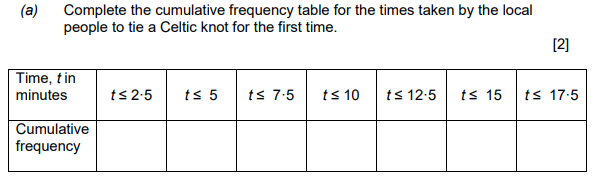 (a) Complete the cumulative frequency table for the times taken by the local
people to tie a Celtic knot for the first time.
[2]
Time, t in
minutes
t ≤ 2·5 t ≤ 5 t ≤ 7·5 t ≤ 10 t ≤ 12·5 t ≤ 15 t ≤ 17·5
Cumulative
frequency